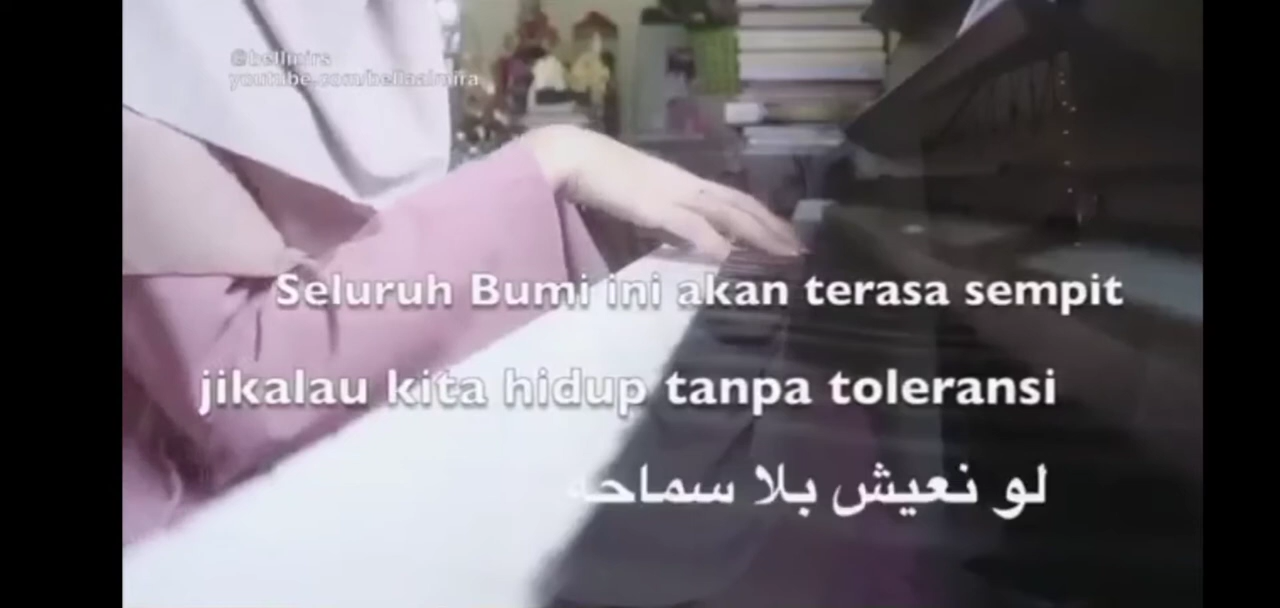 @bellmirs
youtube.com/bellaalmira
Seluruh Bumi ini akan terasa sempit
jikalau kita hidup tanpa toleransi
لو نعيش بلا سماحه